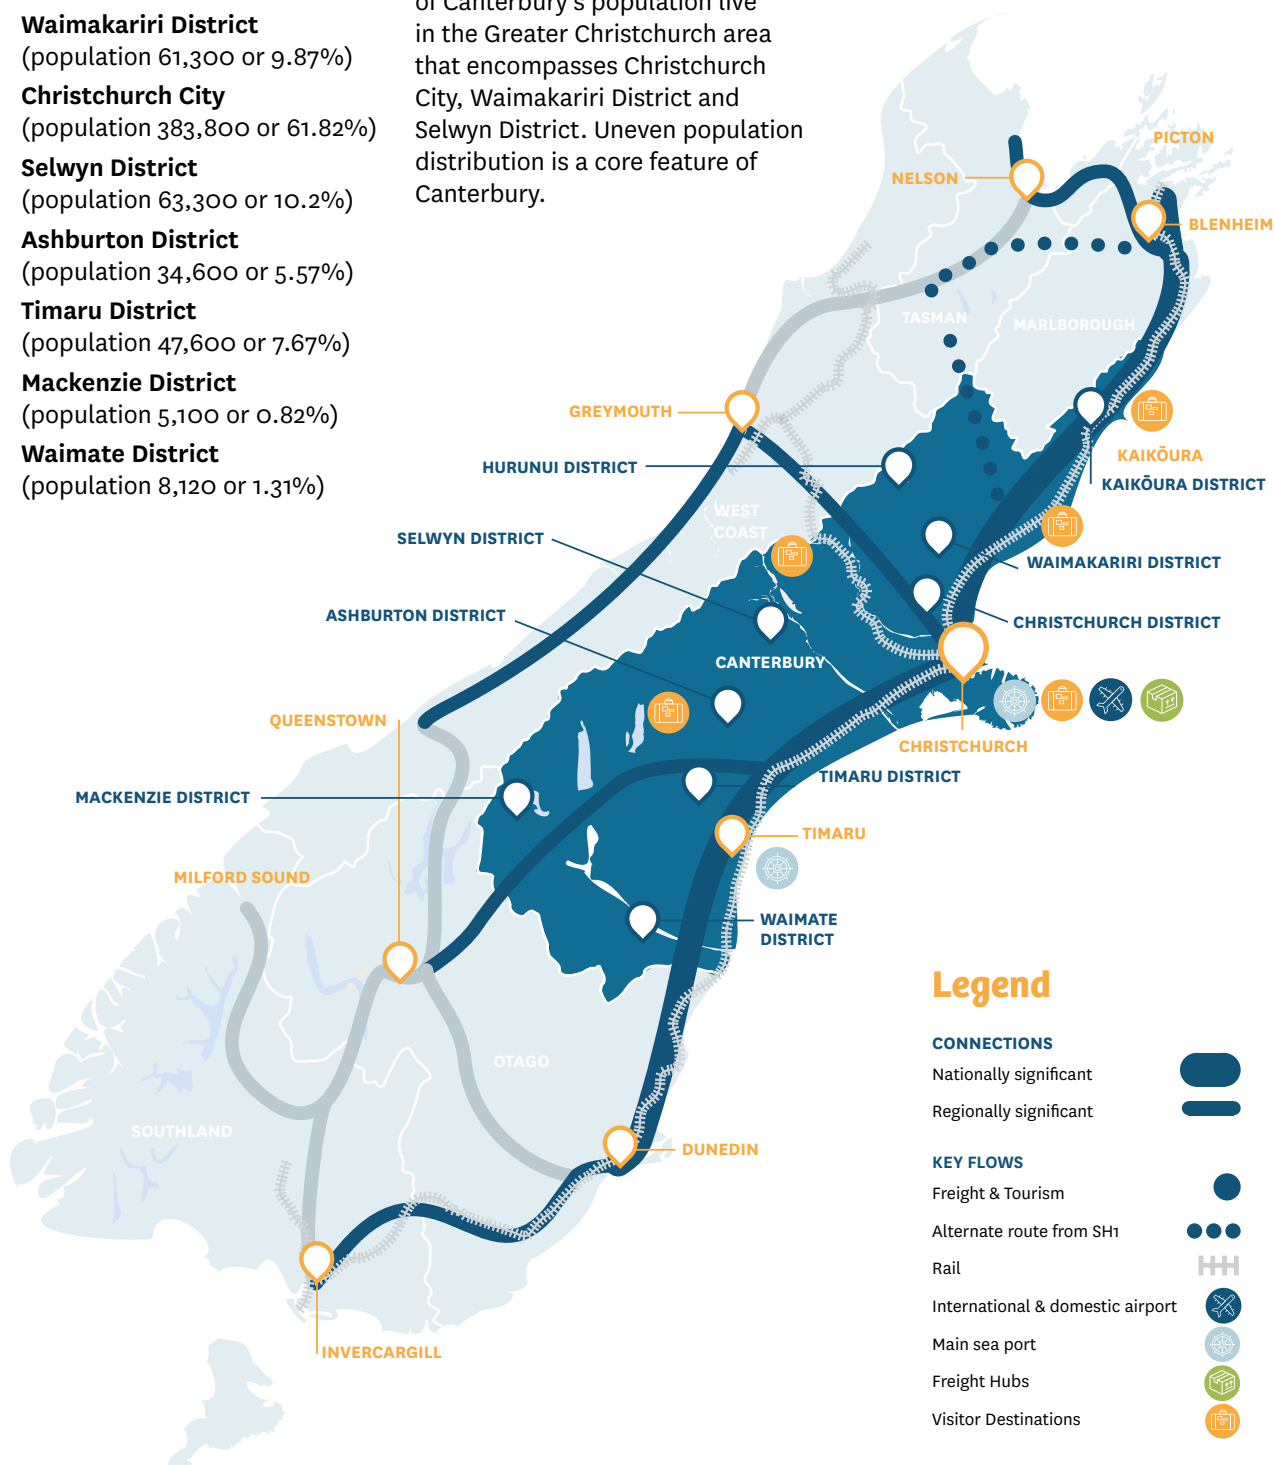 Waimakariri District
(population 61,300 or 9.87%)
Christchurch City
(population 383,800 or 61.82%)
Selwyn District
(population 63,300 or 10.2%)
Ashburton District
(population 34,600 or 5.57%)
Timaru District
(population 47,600 or 7.67%)
Mackenzie District
(population 5,100 or 0.82%)
Waimate District
(population 8,120 or 1.31%)
of Canterbury's population live
in the Greater Christchurch area
that encompasses Christchurch
City, Waimakariri District and
Selwyn District. Uneven population
distribution is a core feature of
Canterbury.
PICTON
NELSON
BLENHEIM
TASMAN
MARLBOROUGH
GREYMOUTH
KAIKŌURA
HURUNUI DISTRICT
KAIKŌURA DISTRICT
WEST
COAST
SELWYN DISTRICT
WAIMAKARIRI DISTRICT
ASHBURTON DISTRICT
CHRISTCHURCH DISTRICT
CANTERBURY
QUEENSTOWN
CHRISTCHURCH
TIMARU DISTRICT
MACKENZIE DISTRICT
TIMARU
MILFORD SOUND
WAIMATE
DISTRICT
OTAGO
SOUTHLAND
DUNEDIN
INVERCARGILL
Legend
CONNECTIONS
Nationally significant
Regionally significant
KEY FLOWS
Freight & Tourism
Alternate route from SH1
Rail
International & domestic airport
Main sea port
Freight Hubs
Visitor Destinations